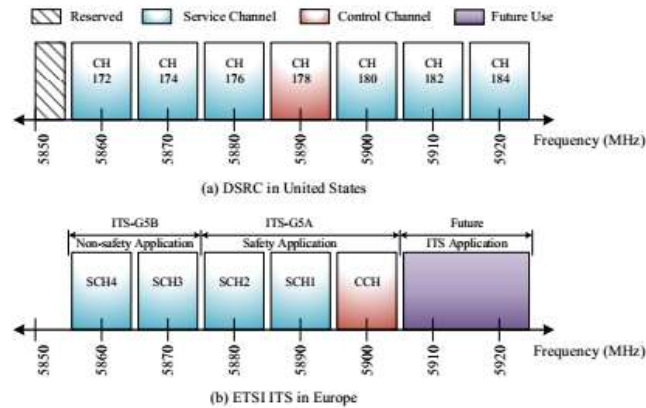 Reserved Service Channel Control Channel Future Use
CH CH CH CH CH CH CH
172 174 176 178 180 182 184
5850 5860 5870 5880 5890 5900 5910 5920
Frequency (MHz)
(a) DSRC in United States
ITS-G5B ITS-G5A Future
Non-safety Application Safety Application ITS Application
SCH4 SCH3 SCH2 SCH1 CCH
5850 5860 5870 5880 5890 5900 5910 5920
Frequency (MHz)
(b) ETSI ITS in Europe